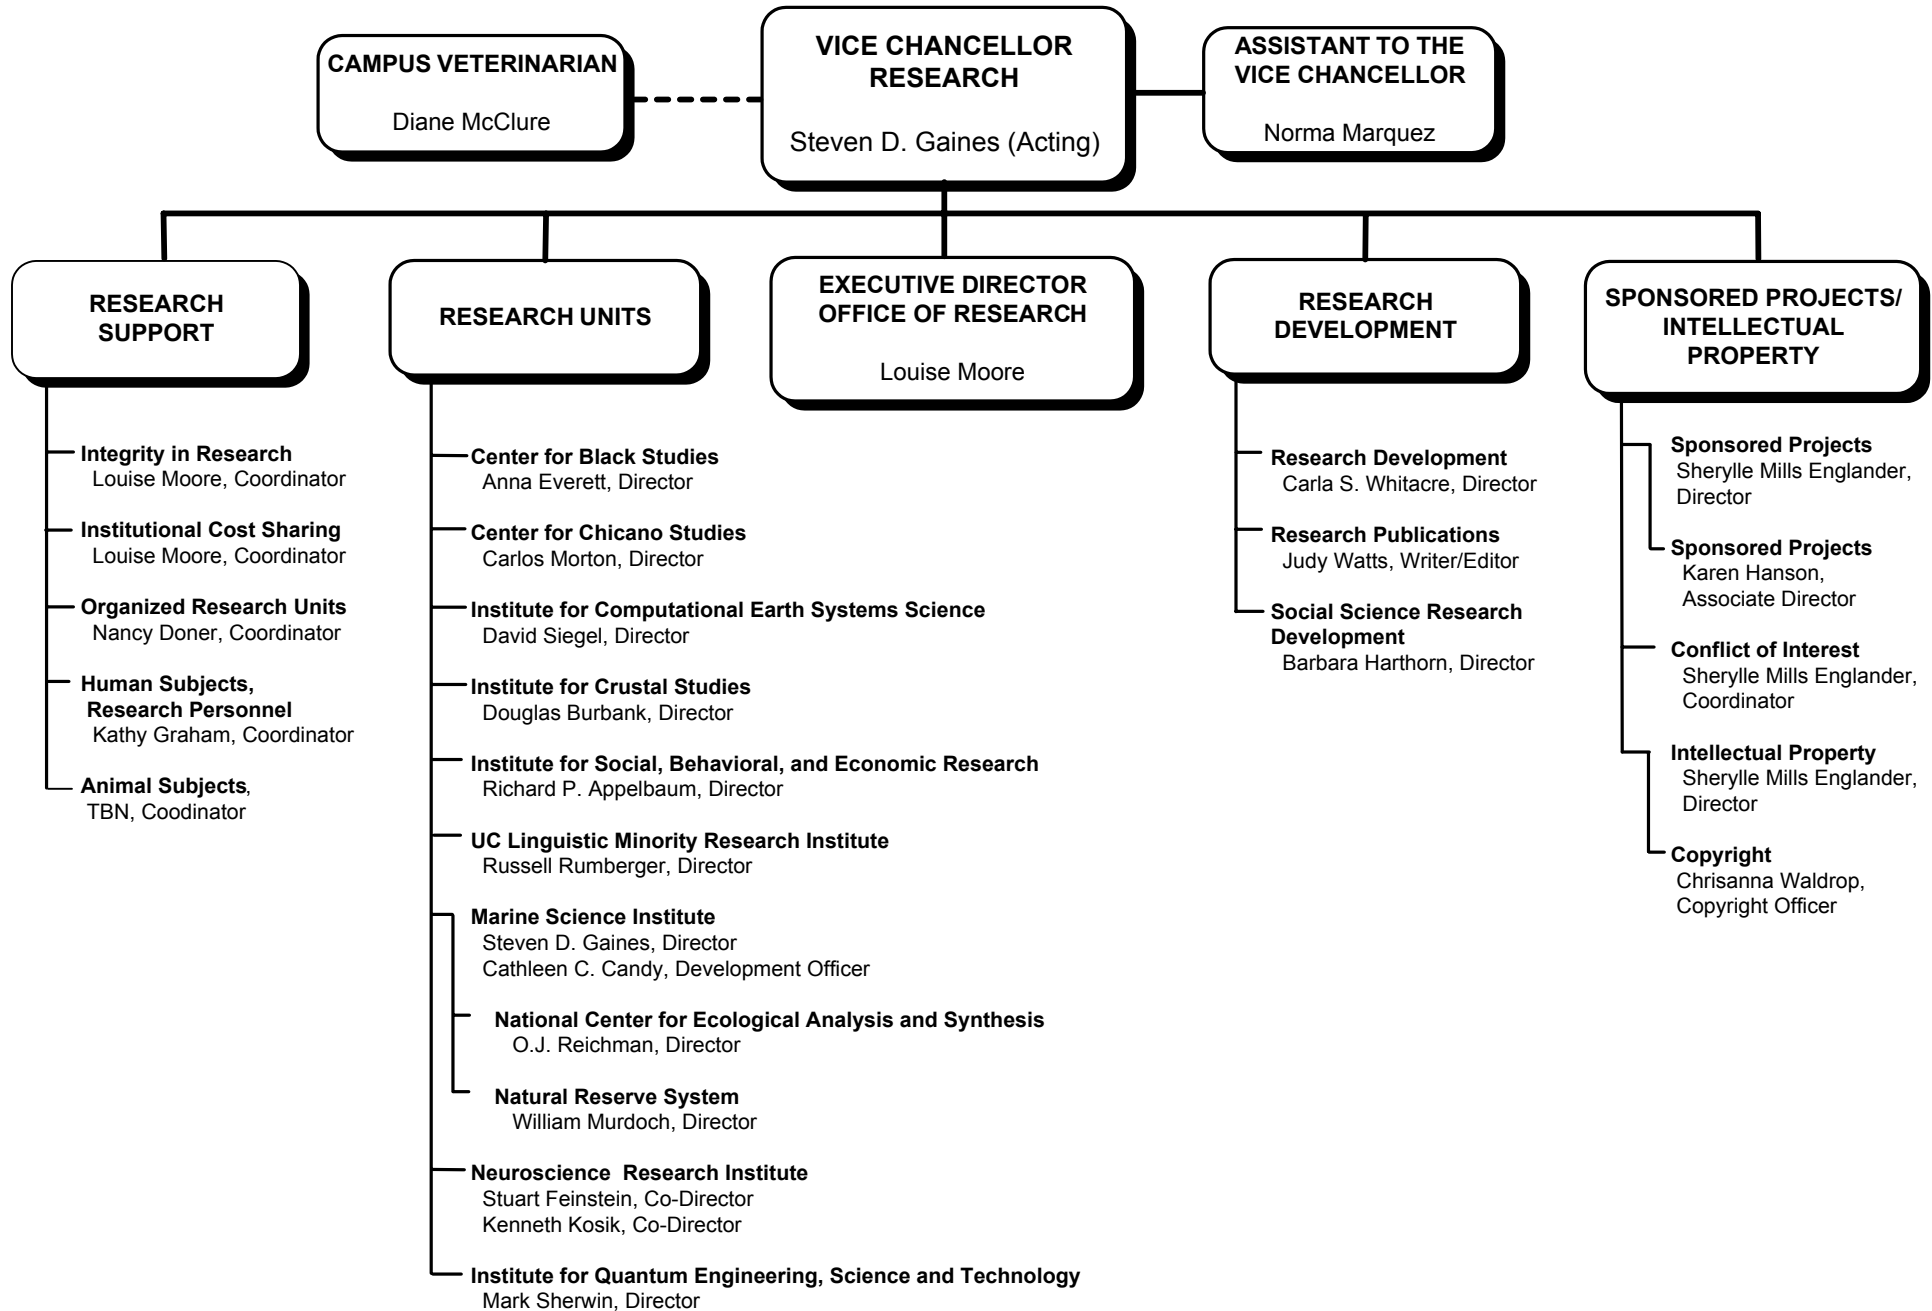 CAMPUS VETERINARIAN
Diane McClure
VICE CHANCELLOR
RESEARCH
Steven D. Gaines (Acting)
ASSISTANT TO THE
VICE CHANCELLOR
Norma Marquez
RESEARCH
SUPPORT
Integrity in Research
Louise Moore, Coordinator
Institutional Cost Sharing
Louise Moore, Coordinator
Organized Research Units
Nancy Doner, Coordinator
Human Subjects,
Research Personnel
Kathy Graham, Coordinator
Animal Subjects,
TBN, Coodinator
RESEARCH UNITS
Center for Black Studies
Anna Everett, Director
Center for Chicano Studies
Carlos Morton, Director
Institute for Computational Earth Systems Science
David Siegel, Director
Institute for Crustal Studies
Douglas Burbank, Director
Institute for Social, Behavioral, and Economic Research
Richard P. Appelbaum, Director
UC Linguistic Minority Research Institute
Russell Rumberger, Director
Marine Science Institute
Steven D. Gaines, Director
Cathleen C. Candy, Development Officer
National Center for Ecological Analysis and Synthesis
O.J. Reichman, Director
Natural Reserve System
William Murdoch, Director
Neuroscience  Research Institute
Stuart Feinstein, Co-Director
Kenneth Kosik, Co-Director
Institute for Quantum Engineering, Science and Technology
Mark Sherwin, Director
EXECUTIVE DIRECTOR
OFFICE OF RESEARCH
Louise Moore
RESEARCH
DEVELOPMENT
Research Development
Carla S. Whitacre, Director
Research Publications
Judy Watts, Writer/Editor
Social Science Research
Development
Barbara Harthorn, Director
SPONSORED PROJECTS/
INTELLECTUAL
PROPERTY
Sponsored Projects
Sherylle Mills Englander,
Director
Sponsored Projects
Karen Hanson,
Associate Director
Conflict of Interest
Sherylle Mills Englander,
Coordinator
Intellectual Property
Sherylle Mills Englander,
Director
Copyright
Chrisanna Waldrop,
Copyright Officer